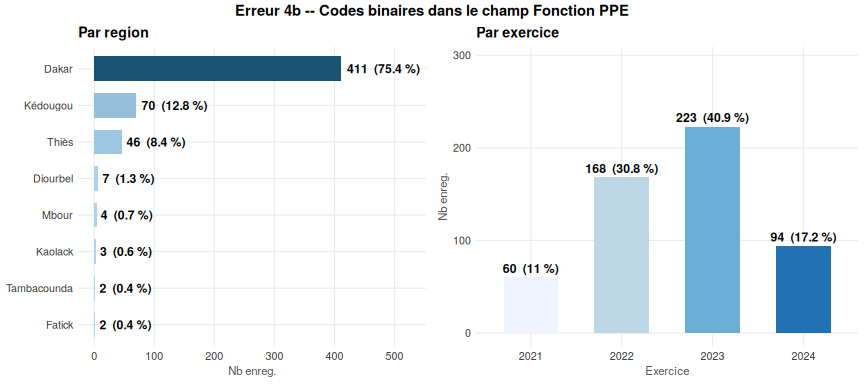 Erreur 4b -- Codes binaires dans le champ Fonction PPE
Par region
Dakar 411 (75.4 %)
Kédougou 70 (12.8 %)
Thiès 46 (8.4 %)
Diourbel 7 (1.3 %)
Mbour 4 (0.7 %)
Kaolack 3 (0.6 %)
Tambacounda 2 (0.4 %)
Fatick 2 (0.4 %)
0 100 200 300 400 500
Nb enreg.
Par exercice
Nb enreg.
300
200
100
0
60 (11 %)
168 (30.8 %)
223 (40.9 %)
94 (17.2 %)
2021 2022 2023 2024
Exercice